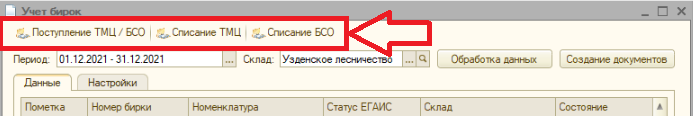 Учет бирок
Поступление ТМЦ / БСО Списание ТМЦ Списание БСО
Период: 01.12.2021 - 31.12.2021 ... Склад: Узденское лесничество ... Обработка данных Создание документов
Данные Настройки
Пометка Номер бирки Номенклатура Статус ЕГАИС Склад Состояние